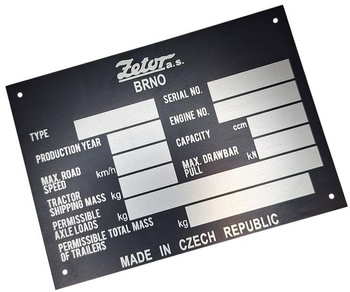 Zetor a.s.
BRNO
TYPE
SERIAL NO.
PRODUCTION YEAR
ENGINE NO.
MAX. ROAD SPEED km/h
CAPACITY ccm
TRACTOR SHIPPING MASS kg
MAX. DRAWBAR PULL kN
PERMISSIBLE AXLE LOADS kg
PERMISSIBLE TOTAL MASS OF TRAILERS kg
MADE IN CZECH REPUBLIC